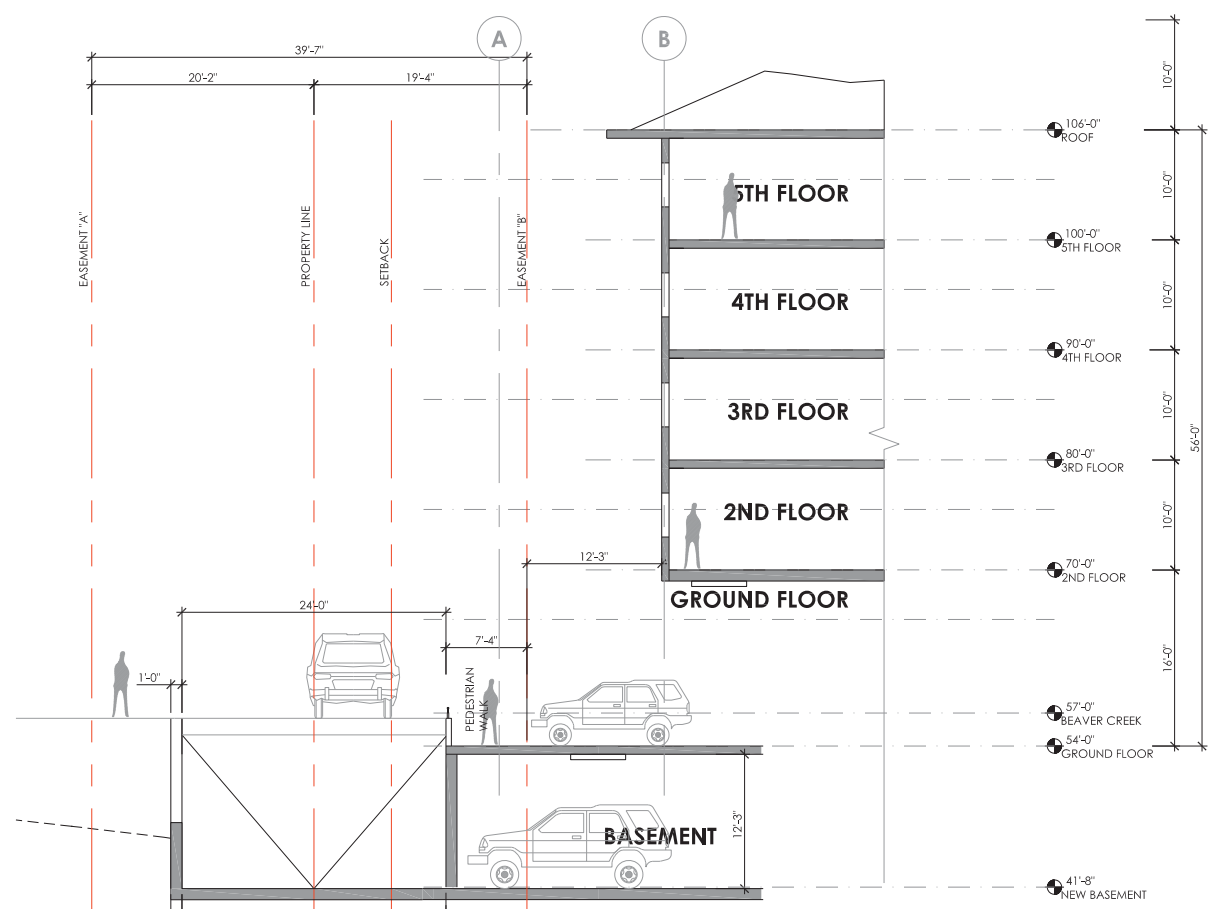 A
B
39'-7"
20'-2"
19'-4"
10'-0"
106'-0"
ROOF
10'-0"
5TH FLOOR
EASEMENT "A"
PROPERTY LINE
SETBACK
EASEMENT "B"
100'-0"
5TH FLOOR
10'-0"
4TH FLOOR
90'-0"
4TH FLOOR
10'-0"
3RD FLOOR
56'-0"
80'-0"
3RD FLOOR
10'-0"
2ND FLOOR
12'-3"
70'-0"
2ND FLOOR
GROUND FLOOR
24'-0"
7'-4"
16'-0"
1'-0"
PEDESTRIAN
WALK
57'-0"
BEAVER CREEK
54'-0"
GROUND FLOOR
12'-3"
BASEMENT
41'-8"
NEW BASEMENT